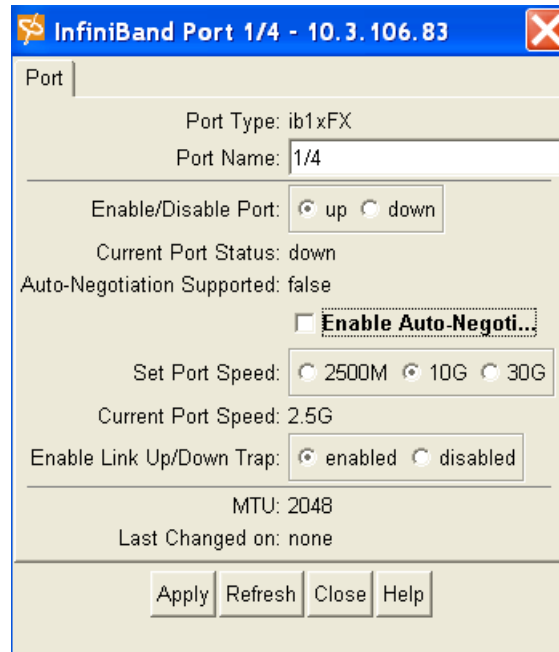 InfiniBand Port 1/4 - 10.3.106.83
Port
Port Type: ib1xFX
Port Name: 1/4
Enable/Disable Port: up down
Current Port Status: down
Auto-Negotiation Supported: false
Enable Auto-Negoti...
Set Port Speed: 2500M 10G 30G
Current Port Speed: 2.5G
Enable Link Up/Down Trap: enabled disabled
MTU: 2048
Last Changed on: none
Apply Refresh Close Help